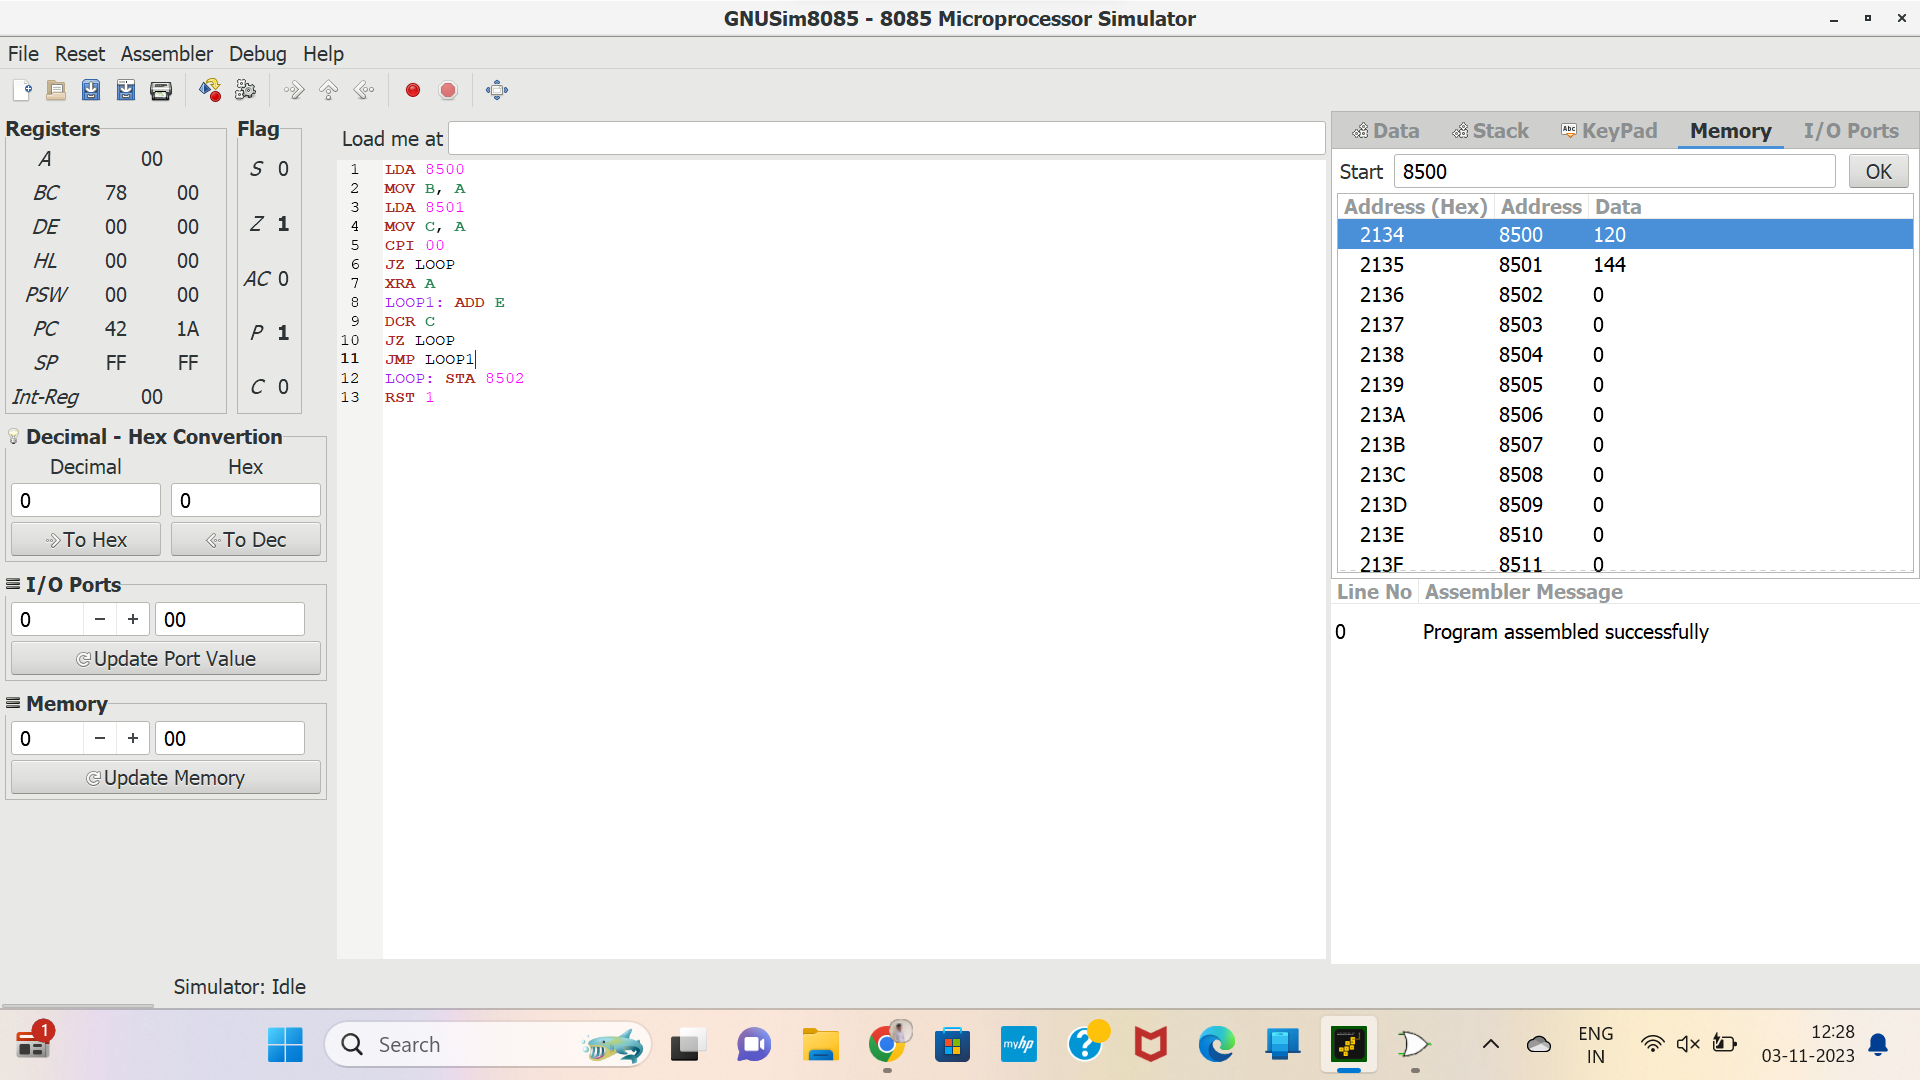 GNUSim8085 - 8085 Microprocessor Simulator
File Reset Assembler Debug Help
Registers
A 00
BC 78 00
DE 00 00
HL 00 00
PSW 00 00
PC 42 1A
SP FF FF
Int-Reg 00
Flag
S 0
Z 1
AC 0
P 1
C 0
Decimal - Hex Convertion
Decimal Hex
0 0
To Hex To Dec
I/O Ports
0 − + 00
Update Port Value
Memory
0 − + 00
Update Memory
Load me at
1 LDA 8500
2 MOV B, A
3 LDA 8501
4 MOV C, A
5 CPI 00
6 JZ LOOP
7 XRA A
8 LOOP1: ADD E
9 DCR C
10 JZ LOOP
11 JMP LOOP1
12 LOOP: STA 8502
13 RST 1
Data Stack Abc KeyPad Memory I/O Ports
Start 8500 OK
Address (Hex) Address Data
2134 8500 120
2135 8501 144
2136 8502 0
2137 8503 0
2138 8504 0
2139 8505 0
213A 8506 0
213B 8507 0
213C 8508 0
213D 8509 0
213E 8510 0
213F 8511 0
Line No Assembler Message
0 Program assembled successfully
Simulator: Idle
1
Search
myhp
ENG
IN
12:28
03-11-2023